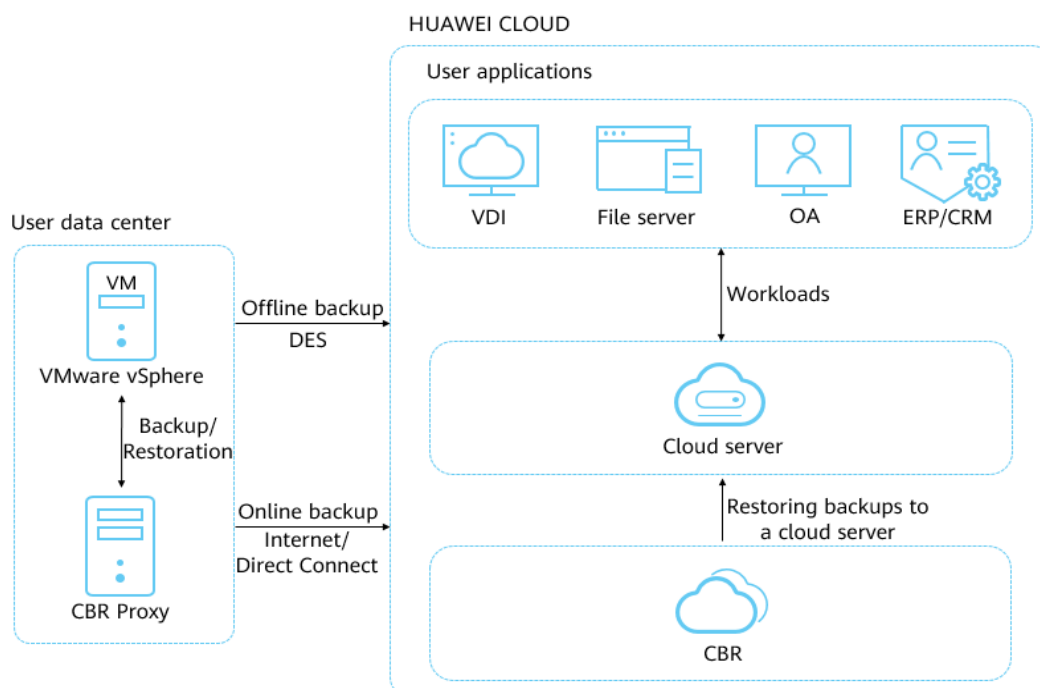 HUAWEI CLOUD
User applications
VDI
File server
OA
ERP/CRM
User data center
VM
VMware vSphere
Backup/
Restoration
CBR Proxy
Offline backup
DES
Online backup
Internet/
Direct Connect
Workloads
Cloud server
Restoring backups to
a cloud server
CBR